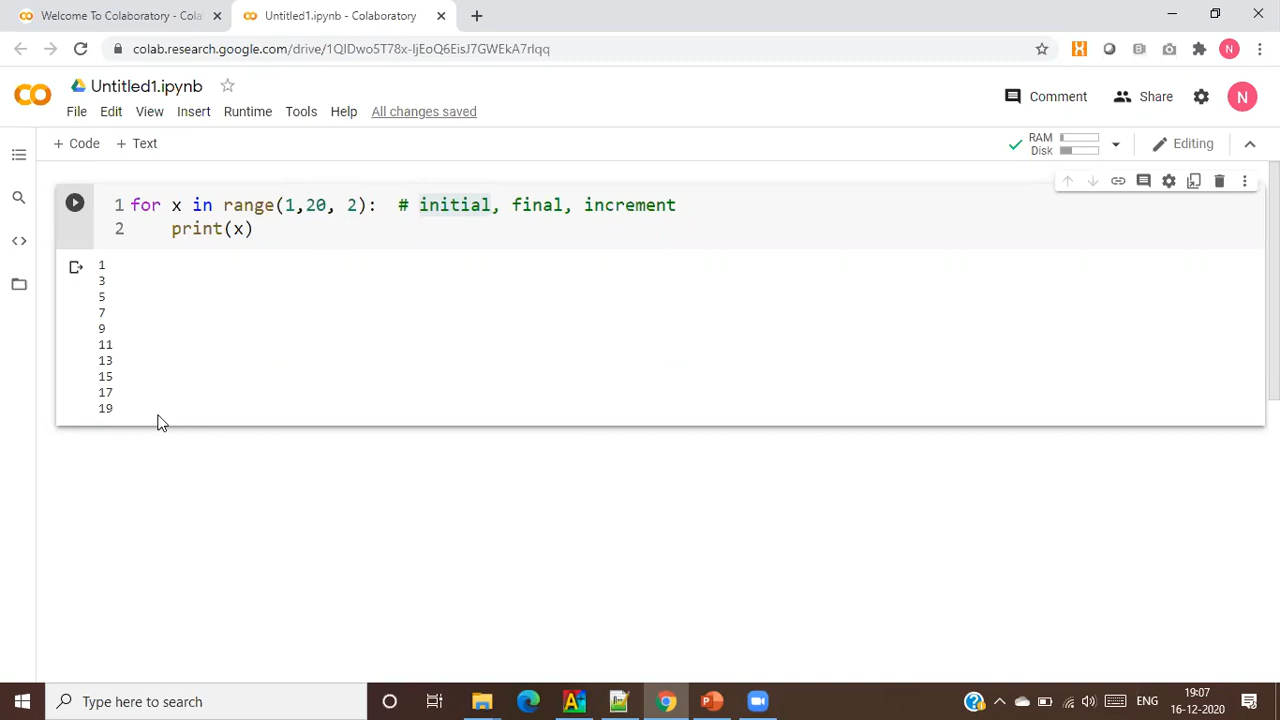 Welcome To Colaboratory - Cola
Untitled1.ipynb - Colaboratory
colab.research.google.com/drive/1QIDwo5T78x-IjEoQ6EisJ7GWEkA7rlqq
N
Untitled1.ipynb
File Edit View Insert Runtime Tools Help All changes saved
Comment Share N
+ Code + Text
RAM
Disk
Editing
1 for x in range(1,20, 2): # initial, final, increment
2 print(x)
1
3
5
7
9
11
13
15
17
19
Type here to search
ENG
19:07
16-12-2020